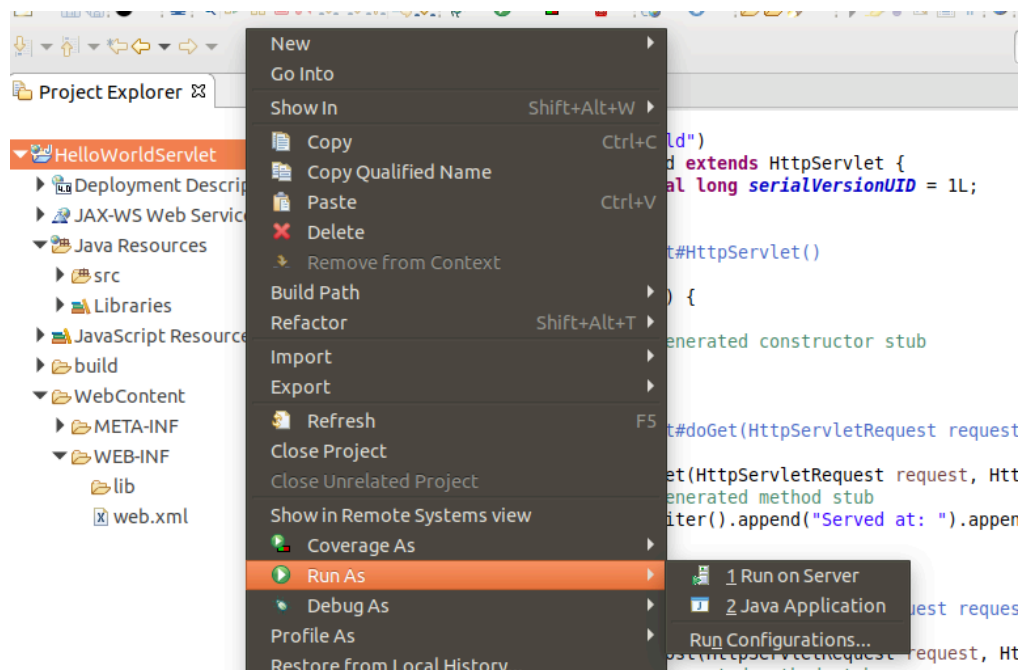 Project Explorer
HelloWorldServlet
Deployment Descrip
JAX-WS Web Service
Java Resources
src
Libraries
JavaScript Resource
build
WebContent
META-INF
WEB-INF
lib
web.xml
New
Go Into
Show In Shift+Alt+W
Copy Ctrl+C
Copy Qualified Name
Paste Ctrl+V
Delete
Remove from Context
Build Path
Refactor Shift+Alt+T
Import
Export
Refresh F5
Close Project
Close Unrelated Project
Show in Remote Systems view
Coverage As
Run As
Debug As
Profile As
Restore from Local History
1 Run on Server
2 Java Application
Run Configurations...
ld")
d extends HttpServlet {
al long serialVersionUID = 1L;
t#HttpServlet()
) {
enerated constructor stub
t#doGet(HttpServletRequest request
et(HttpServletRequest request, Htt
enerated method stub
iter().append("Served at: ").appen
uest reques
request, Ht